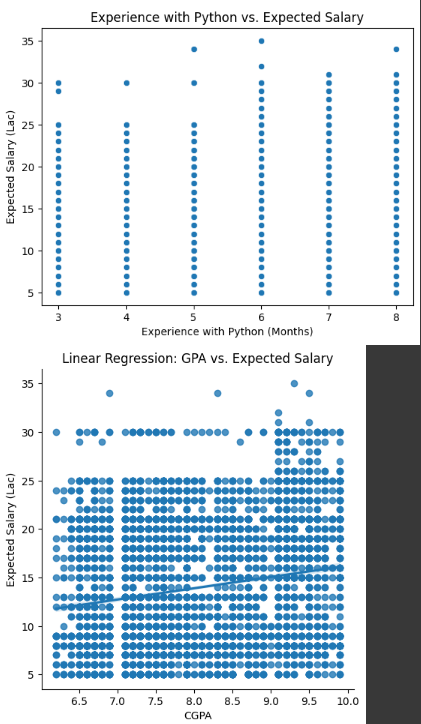 Experience with Python vs. Expected Salary
35
30
25
20
15
10
5
Expected Salary (Lac)
3 4 5 6 7 8
Experience with Python (Months)
Linear Regression: GPA vs. Expected Salary
35
30
25
20
15
10
5
Expected Salary (Lac)
6.5 7.0 7.5 8.0 8.5 9.0 9.5 10.0
CGPA